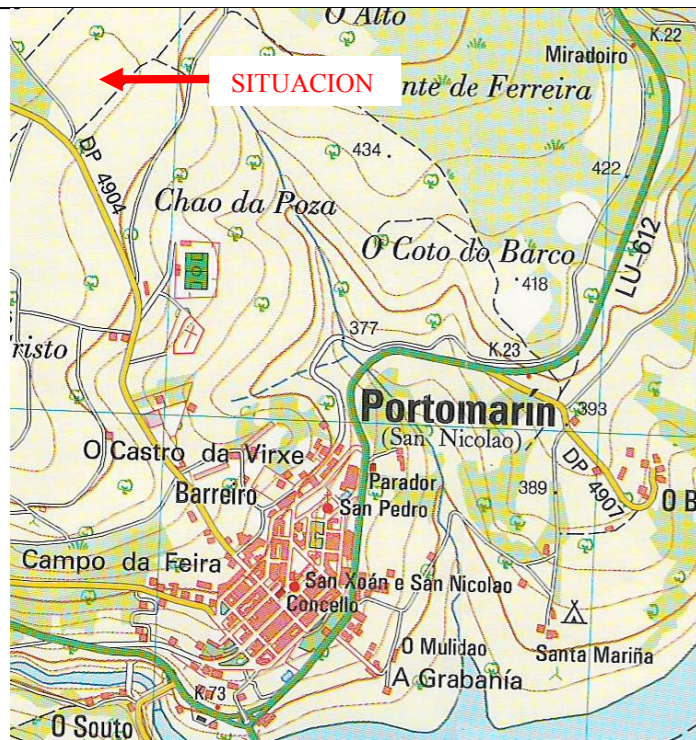 O Alto
K.22
Miradoiro
SITUACION
nte de Ferreira
DP 4904
434
422
Chao da Poza
O Coto do Barco
418
LU-612
377
risto
K.23
Portomarín
(San Nicolao)
393
O Castro da Virxe
DP 4907
Parador
389
Barreiro
San Pedro
O B
Campo da Feira
San Xoán e San Nicolao
Concello
O Mulidao
Santa Mariña
A Grabanía
K.73
O Souto